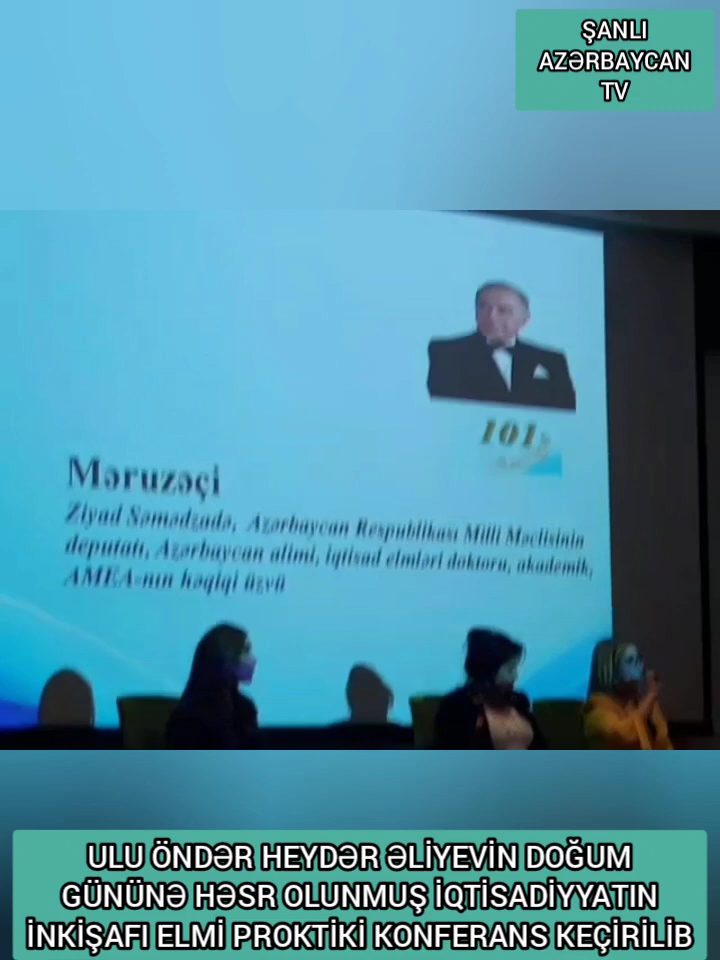 ŞANLI
AZƏRBAYCAN
TV
101
Məruzəçi
Ziyad Səmədzadə, Azərbaycan Respublikası Milli Məclisinin
deputatı, Azərbaycan alimi, iqtisad elmləri doktoru, akademik,
AMEA-nın həqiqi üzvü
ULU ÖNDƏR HEYDƏR ƏLİYEVİN DOĞUM
GÜNÜNƏ HƏSR OLUNMUŞ İQTİSADİYYATIN
İNKİŞAFI ELMİ PROKTİKİ KONFERANS KEÇİRİLİB